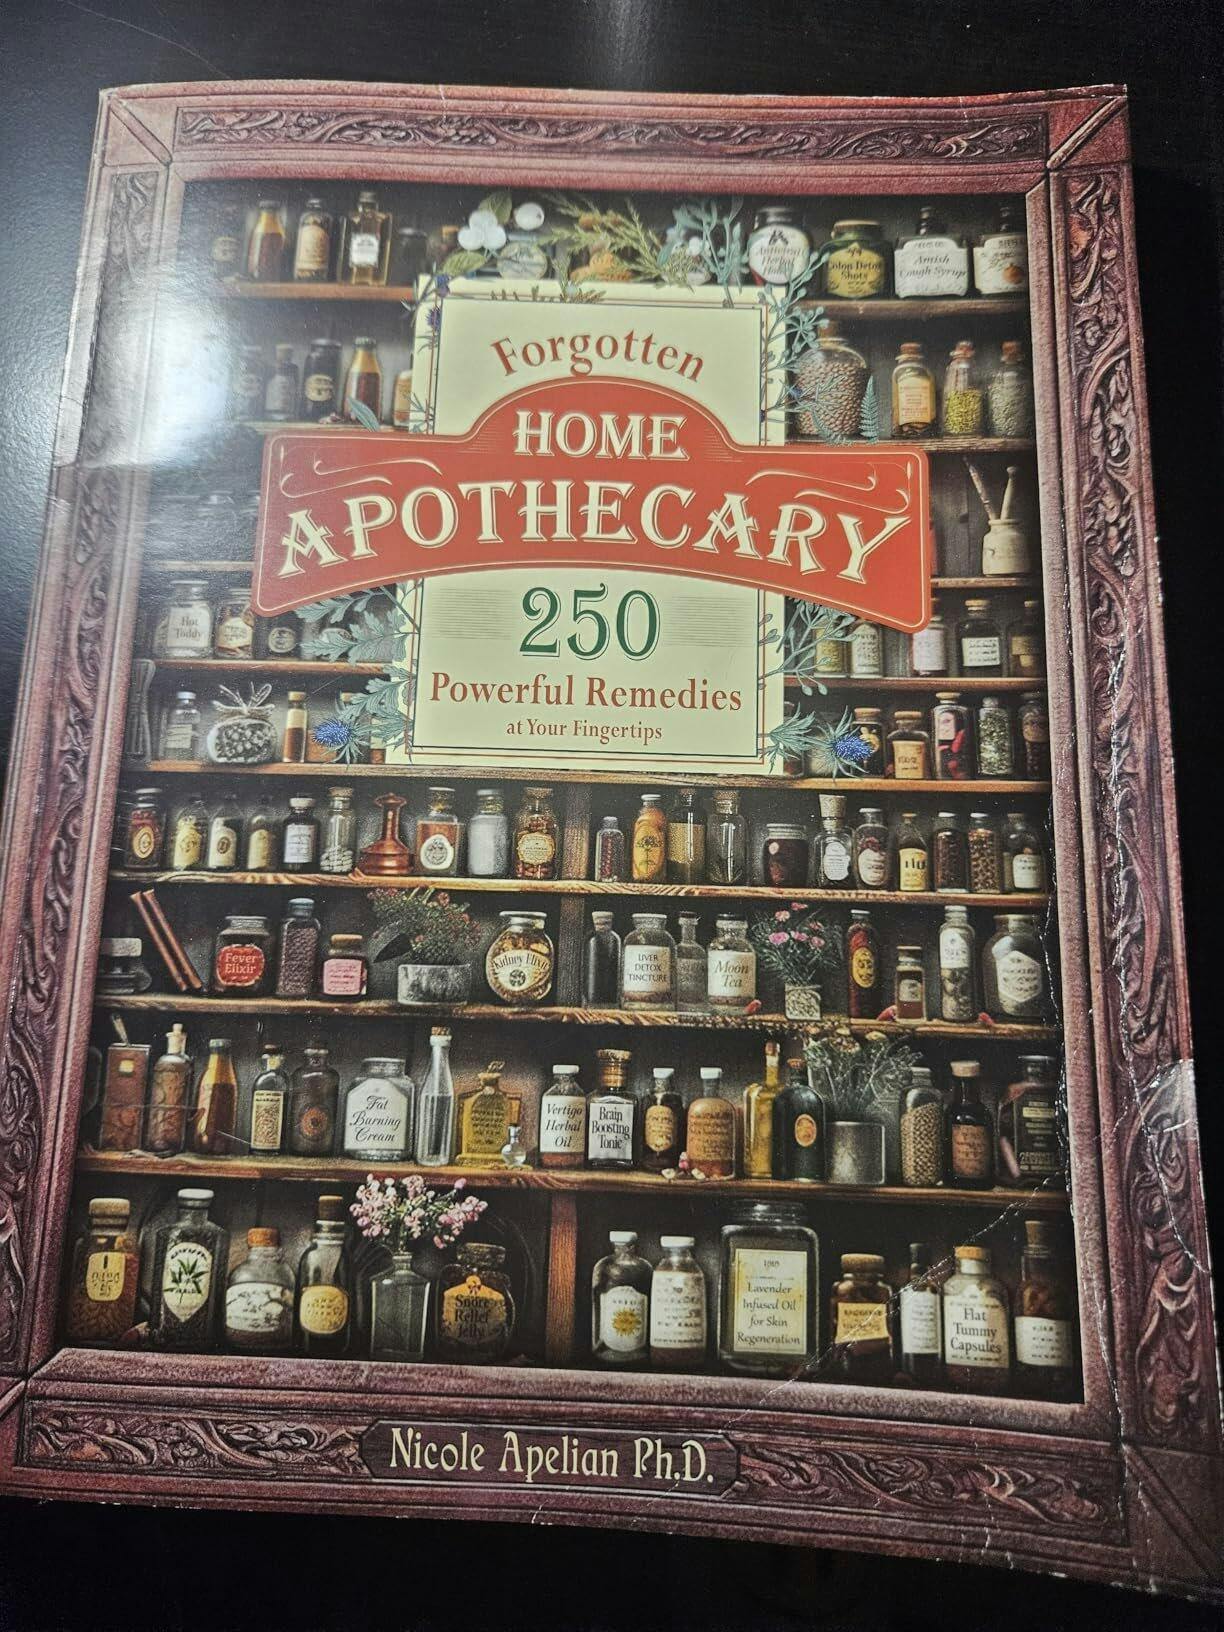 Forgotten
HOME
APOTHECARY
250
Powerful Remedies
at Your Fingertips
Colon Detox
Shots
Amish
Cough Syrup
Hot
Toddy
Fever
Elixir
Kidney Elixir
LIVER
DETOX
TINCTURE
Moon
Tea
Fat
Burning
Cream
Vertigo
Herbal
Oil
Brain
Boosting
Tonic
Snore
Relief
Jelly
Lavender
Infused Oil
for Skin
Regeneration
Flat
Tummy
Capsules
Nicole Apelian Ph.D.